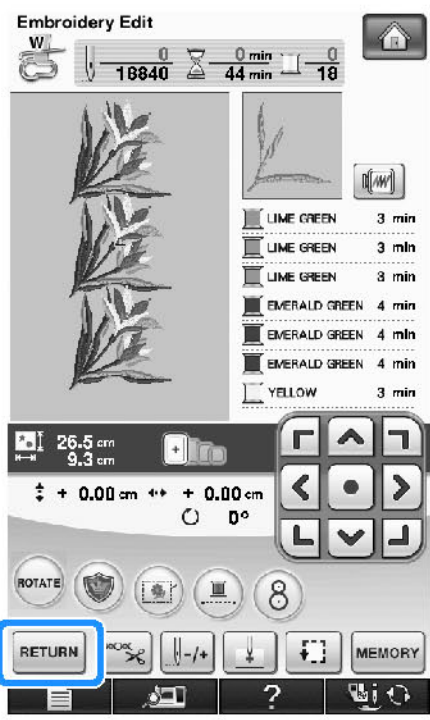 Embroidery Edit
W
0 0 min 0
18840 44 min 18
LIME GREEN 3 min
LIME GREEN 3 min
LIME GREEN 3 min
EMERALD GREEN 4 min
EMERALD GREEN 4 min
EMERALD GREEN 4 min
YELLOW 3 min
26.5 cm
9.3 cm
+ 0.00 cm + 0.00 cm
0°
ROTATE
RETURN -/+ MEMORY
?